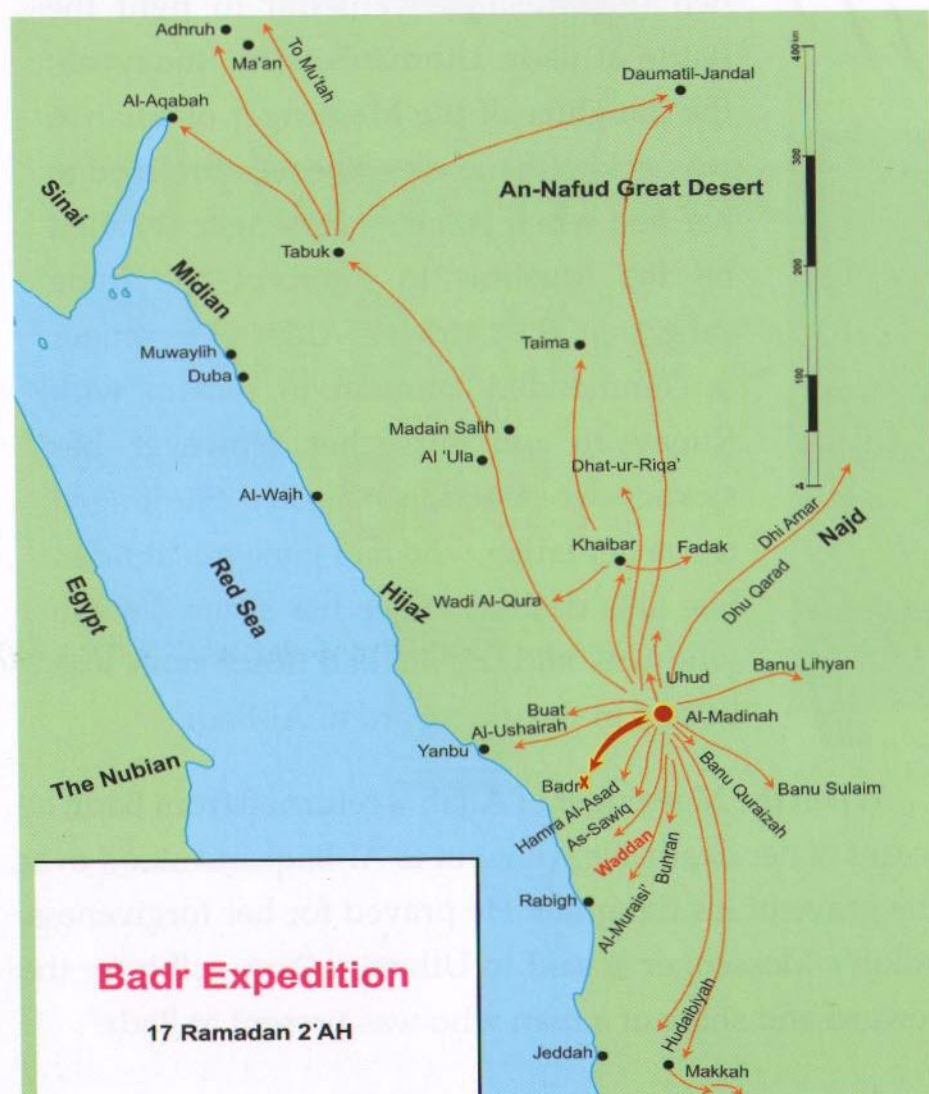 Adhruh
Ma'an
To Mu'tah
Al-Aqabah
Daumatil-Jandal
400 km
300
200
100
4
Sinai
An-Nafud Great Desert
Tabuk
Midian
Muwaylih
Duba
Taima
Madain Salih
Al 'Ula
Dhat-ur-Riqa'
Al-Wajh
Dhi Amar
Najd
Khaibar
Fadak
Egypt
Red Sea
Hijaz
Wadi Al-Qura
Dhu Qarad
Uhud
Banu Lihyan
Buat
Al-Madinah
Al-Ushairah
Yanbu
The Nubian
Badr
X
Hamra Al-Asad
As-Sawiq
Waddan
Buhran
Banu Quraizah
Banu Sulaim
Rabigh
Al-Muraisi'
Badr Expedition
17 Ramadan 2'AH
Hudaibiyah
Jeddah
Makkah